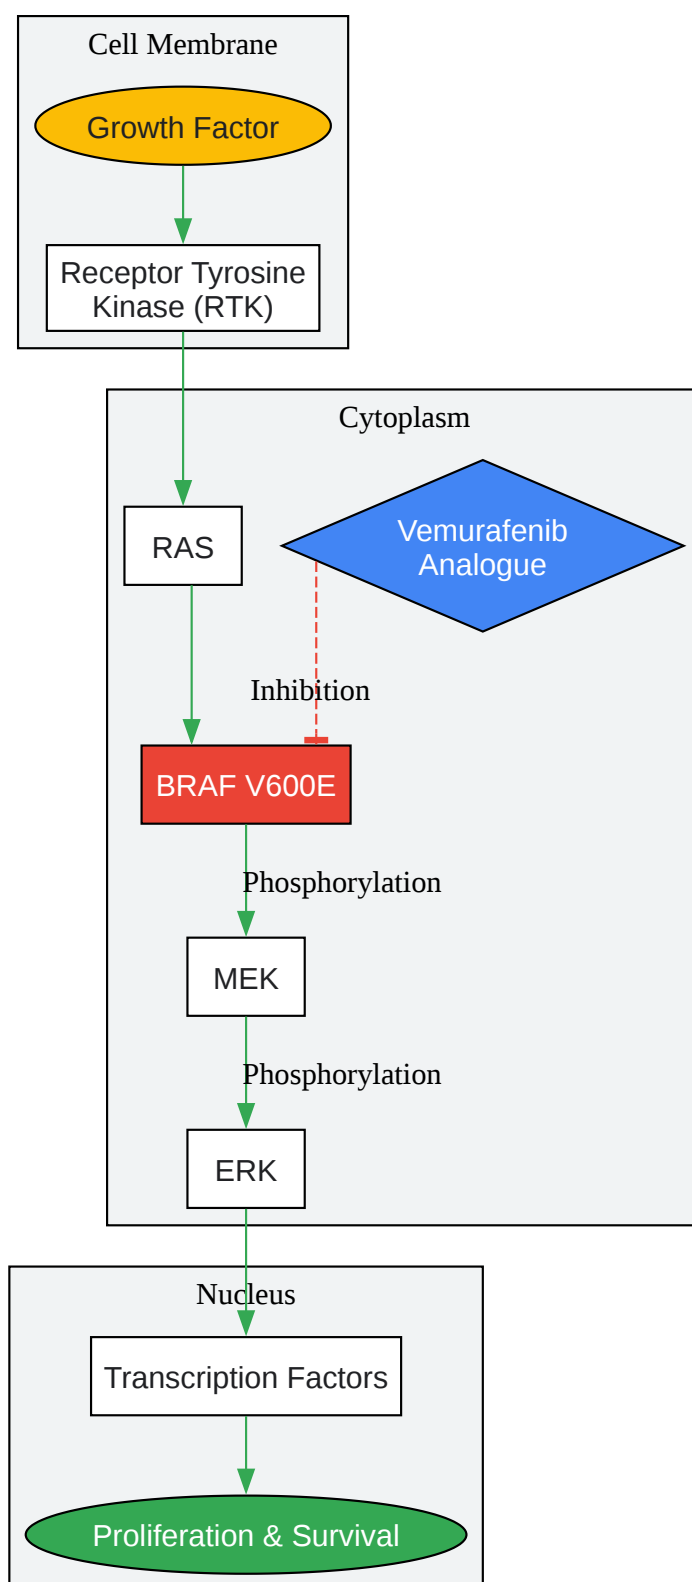 Cell Membrane
Growth Factor
Receptor Tyrosine
Kinase (RTK)
Cytoplasm
RAS
Vemurafenib
Analogue
Inhibition
BRAF V600E
Phosphorylation
MEK
Phosphorylation
ERK
Nucleus
Transcription Factors
Proliferation & Survival